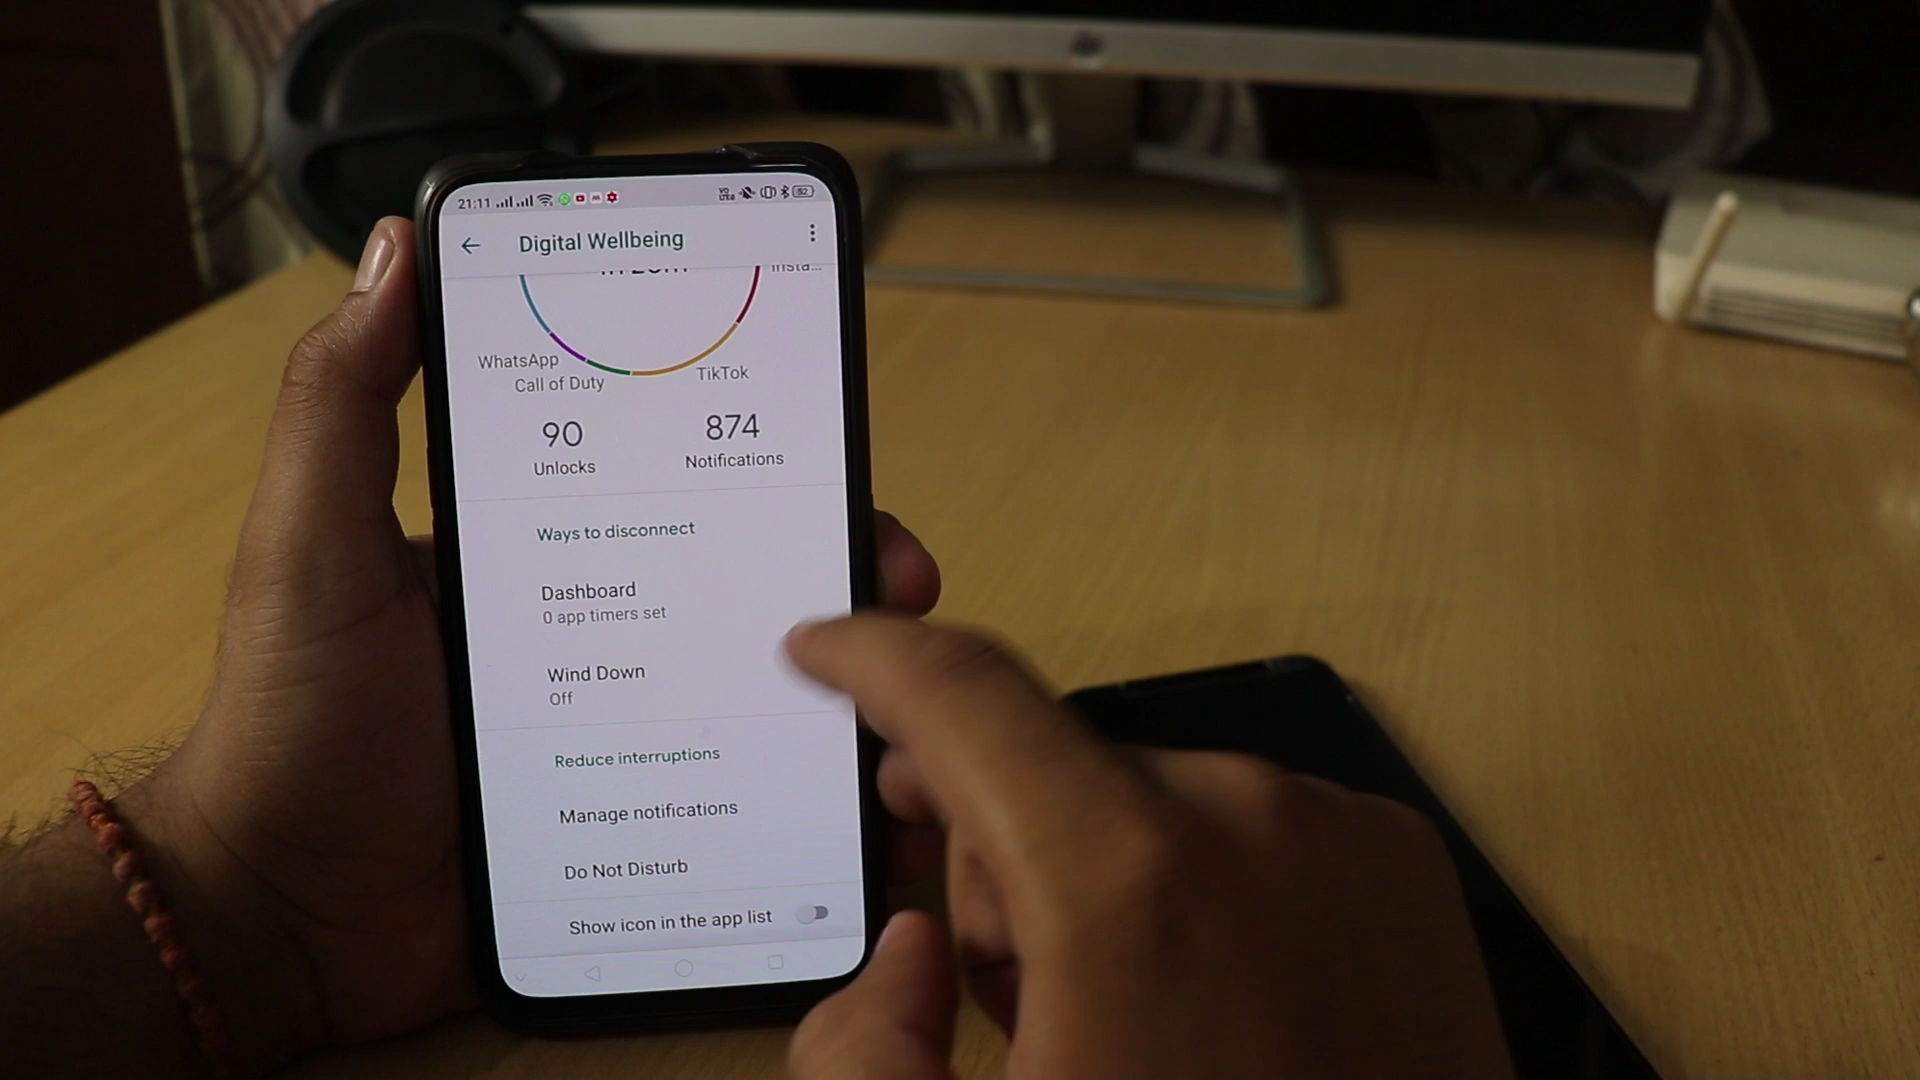 21:11
Digital Wellbeing
Insta...
WhatsApp
Call of Duty
TikTok
90
874
Unlocks
Notifications
Ways to disconnect
Dashboard
0 app timers set
Wind Down
Off
Reduce interruptions
Manage notifications
Do Not Disturb
Show icon in the app list